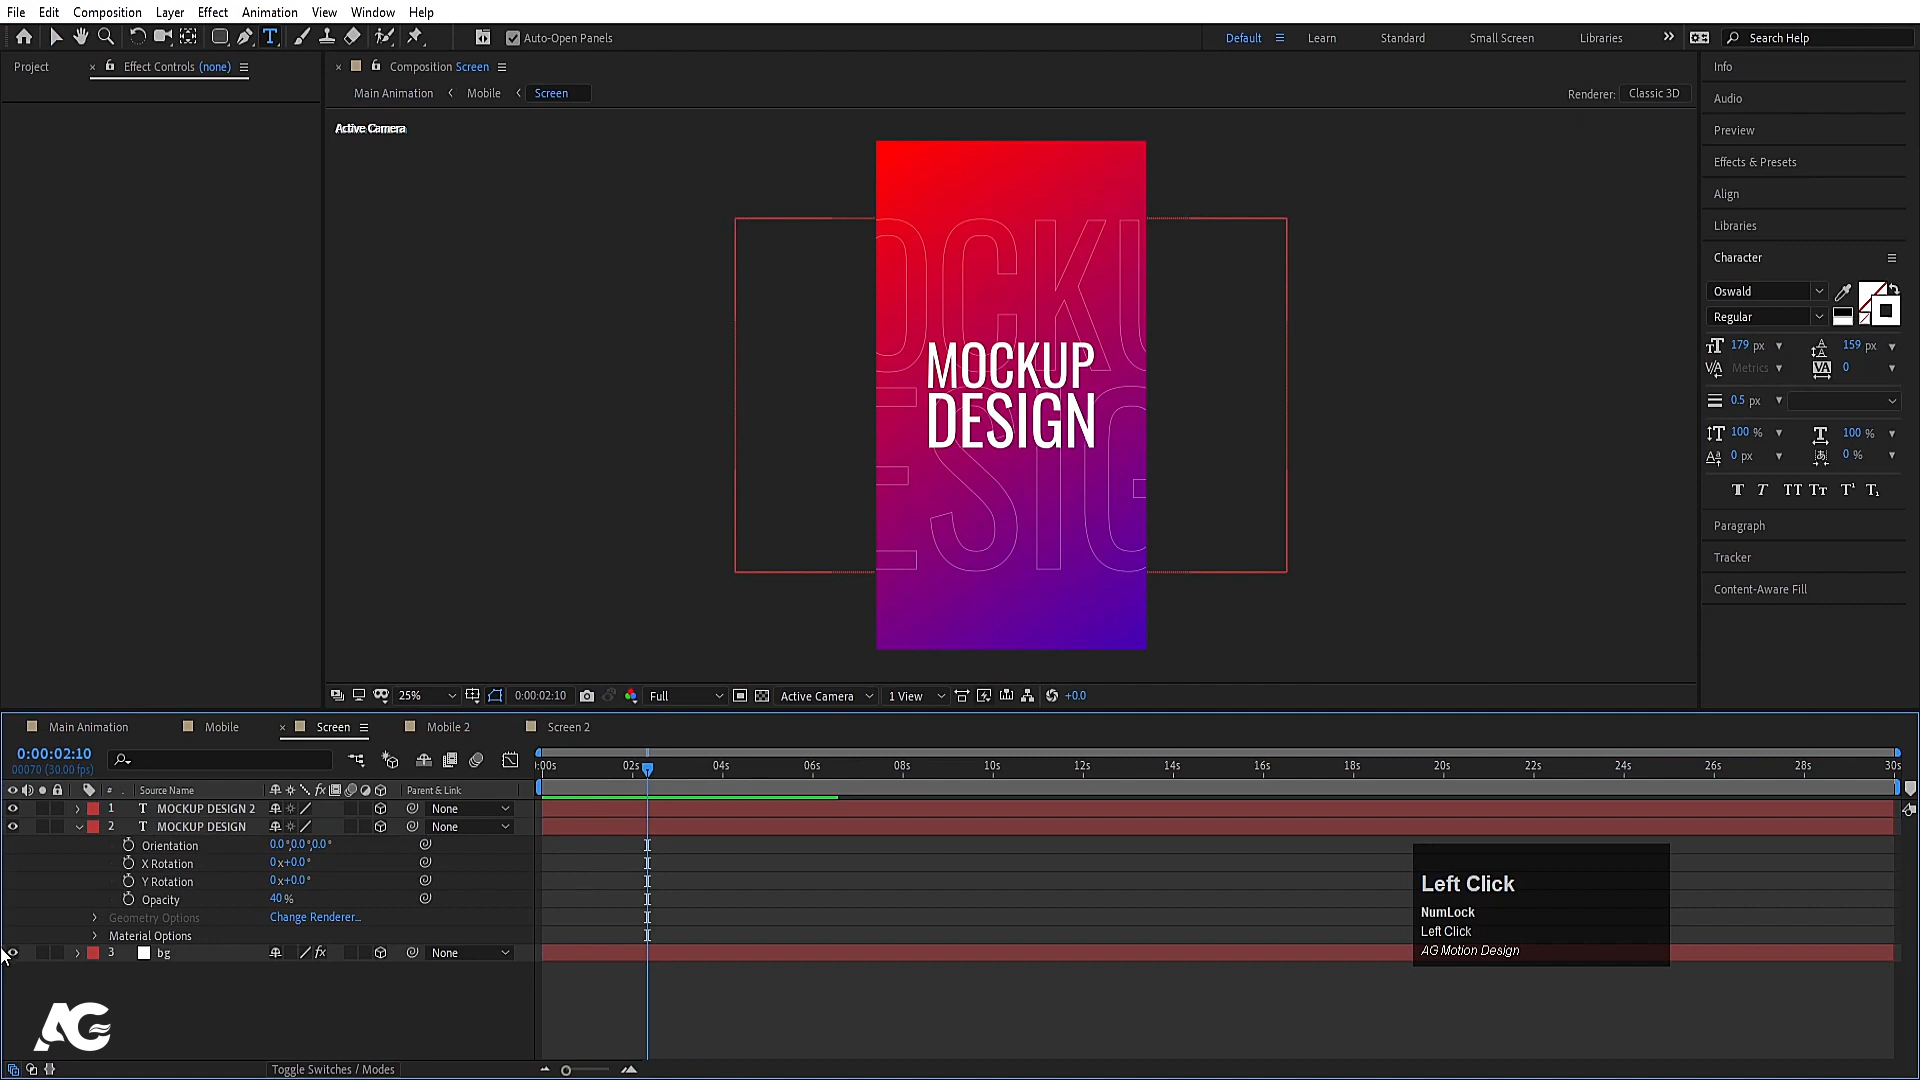 File Edit Composition Layer Effect Animation View Window Help
Auto-Open Panels Default Learn Standard Small Screen Libraries Search Help
Project Effect Controls (none) Composition Screen
Main Animation Mobile Screen Renderer: Classic 3D
Active Camera
Info
Audio
Preview
Effects & Presets
Align
Libraries
Character
Oswald
Regular
179 px 159 px
Metrics 0
0.5 px
100 % 100 %
0 px 0 %
Paragraph
Tracker
Content-Aware Fill
OCKU
ESIG
MOCKUP
DESIGN
25% 0:00:02:10 Full Active Camera 1 View +0.0
Main Animation Mobile Screen Mobile 2 Screen 2
0:00:02:10
00070 (30.00 fps)
:00s 02s 04s 06s 08s 10s 12s 14s 16s 18s 20s 22s 24s 26s 28s 30s
# . Source Name Parent & Link
1 T MOCKUP DESIGN 2 None
2 T MOCKUP DESIGN None
Orientation 0.0°,0.0°,0.0°
X Rotation 0x+0.0°
Y Rotation 0x+0.0°
Opacity 40%
Geometry Options Change Renderer...
Material Options
3 bg fx None
Left Click
NumLock
Left Click
AG Motion Design
AG
Toggle Switches / Modes